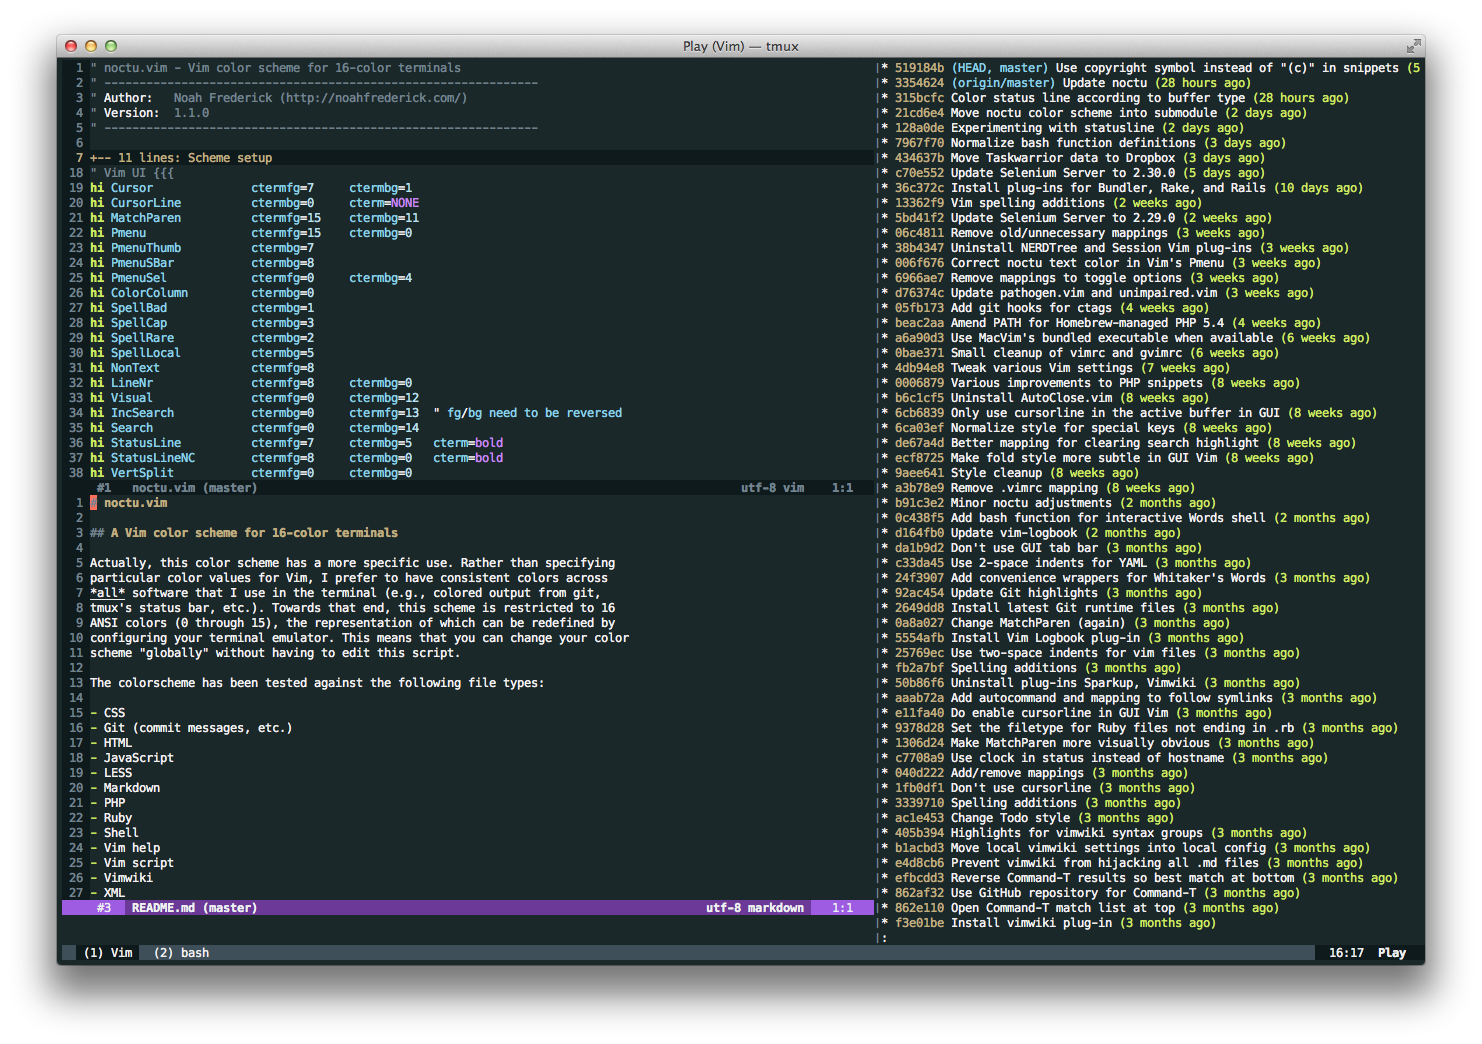 Play (Vim) — tmux
1 " noctu.vim - Vim color scheme for 16-color terminals
2 " --------------------------------------------------------------
3 " Author:   Noah Frederick (http://noahfrederick.com/)
4 " Version:  1.1.0
5 " --------------------------------------------------------------
6
7 +-- 11 lines: Scheme setup
18 " Vim UI {{{
19 hi Cursor              ctermfg=7     ctermbg=1
20 hi CursorLine          ctermbg=0     cterm=NONE
21 hi MatchParen          ctermfg=15    ctermbg=11
22 hi Pmenu               ctermfg=15    ctermbg=0
23 hi PmenuThumb          ctermbg=7
24 hi PmenuSBar           ctermbg=8
25 hi PmenuSel            ctermfg=0     ctermbg=4
26 hi ColorColumn         ctermbg=0
27 hi SpellBad            ctermbg=1
28 hi SpellCap            ctermbg=3
29 hi SpellRare           ctermbg=2
30 hi SpellLocal          ctermbg=5
31 hi NonText             ctermfg=8
32 hi LineNr              ctermfg=8     ctermbg=0
33 hi Visual              ctermfg=0     ctermbg=12
34 hi IncSearch           ctermbg=0     ctermfg=13  " fg/bg need to be reversed
35 hi Search              ctermfg=0     ctermbg=14
36 hi StatusLine          ctermfg=7     ctermbg=5   cterm=bold
37 hi StatusLineNC        ctermfg=8     ctermbg=0   cterm=bold
38 hi VertSplit           ctermfg=0     ctermbg=0
#1   noctu.vim (master)   utf-8 vim    1:1
1 # noctu.vim
2
3 ## A Vim color scheme for 16-color terminals
4
5 Actually, this color scheme has a more specific use. Rather than specifying
6 particular color values for Vim, I prefer to have consistent colors across
7 *all* software that I use in the terminal (e.g., colored output from git,
8 tmux's status bar, etc.). Towards that end, this scheme is restricted to 16
9 ANSI colors (0 through 15), the representation of which can be redefined by
10 configuring your terminal emulator. This means that you can change your color
11 scheme "globally" without having to edit this script.
12
13 The colorscheme has been tested against the following file types:
14
15 - CSS
16 - Git (commit messages, etc.)
17 - HTML
18 - JavaScript
19 - LESS
20 - Markdown
21 - PHP
22 - Ruby
23 - Shell
24 - Vim help
25 - Vim script
26 - Vimwiki
27 - XML
#3   README.md (master)   utf-8 markdown    1:1
* 519184b (HEAD, master) Use copyright symbol instead of "(c)" in snippets (5
* 3354624 (origin/master) Update noctu (28 hours ago)
* 315bcfc Color status line according to buffer type (28 hours ago)
* 21cd6e4 Move noctu color scheme into submodule (2 days ago)
* 128a0de Experimenting with statusline (2 days ago)
* 7967f70 Normalize bash function definitions (3 days ago)
* 434637b Move Taskwarrior data to Dropbox (3 days ago)
* c70e552 Update Selenium Server to 2.30.0 (5 days ago)
* 36c372c Install plug-ins for Bundler, Rake, and Rails (10 days ago)
* 13362f9 Vim spelling additions (2 weeks ago)
* 5bd41f2 Update Selenium Server to 2.29.0 (2 weeks ago)
* 06c4811 Remove old/unnecessary mappings (3 weeks ago)
* 38b4347 Uninstall NERDTree and Session Vim plug-ins (3 weeks ago)
* 006f676 Correct noctu text color in Vim's Pmenu (3 weeks ago)
* 6966ae7 Remove mappings to toggle options (3 weeks ago)
* d76374c Update pathogen.vim and unimpaired.vim (3 weeks ago)
* 05fb173 Add git hooks for ctags (4 weeks ago)
* beac2aa Amend PATH for Homebrew-managed PHP 5.4 (4 weeks ago)
* a6a90d3 Use MacVim's bundled executable when available (6 weeks ago)
* 0bae371 Small cleanup of vimrc and gvimrc (6 weeks ago)
* 4db94e8 Tweak various Vim settings (7 weeks ago)
* 0006879 Various improvements to PHP snippets (8 weeks ago)
* b6c1cf5 Uninstall AutoClose.vim (8 weeks ago)
* 6cb6839 Only use cursorline in the active buffer in GUI (8 weeks ago)
* 6ca03ef Normalize style for special keys (8 weeks ago)
* de67a4d Better mapping for clearing search highlight (8 weeks ago)
* ecf8725 Make fold style more subtle in GUI Vim (8 weeks ago)
* 9aee641 Style cleanup (8 weeks ago)
* a3b78e9 Remove .vimrc mapping (8 weeks ago)
* b91c3e2 Minor noctu adjustments (2 months ago)
* 0c438f5 Add bash function for interactive Words shell (2 months ago)
* d164fb0 Update vim-logbook (2 months ago)
* da1b9d2 Don't use GUI tab bar (3 months ago)
* c33da45 Use 2-space indents for YAML (3 months ago)
* 24f3907 Add convenience wrappers for Whitaker's Words (3 months ago)
* 92ac454 Update Git highlights (3 months ago)
* 2649dd8 Install latest Git runtime files (3 months ago)
* 0a8a027 Change MatchParen (again) (3 months ago)
* 5554afb Install Vim Logbook plug-in (3 months ago)
* 25769ec Use two-space indents for vim files (3 months ago)
* fb2a7bf Spelling additions (3 months ago)
* 50b86f6 Uninstall plug-ins Sparkup, Vimwiki (3 months ago)
* aaab72a Add autocommand and mapping to follow symlinks (3 months ago)
* e11fa40 Do enable cursorline in GUI Vim (3 months ago)
* 9378d28 Set the filetype for Ruby files not ending in .rb (3 months ago)
* 1306d24 Make MatchParen more visually obvious (3 months ago)
* c7708a9 Use clock in status instead of hostname (3 months ago)
* 040d222 Add/remove mappings (3 months ago)
* 1fb0df1 Don't use cursorline (3 months ago)
* 3339710 Spelling additions (3 months ago)
* ac1e453 Change Todo style (3 months ago)
* 405b394 Highlights for vimwiki syntax groups (3 months ago)
* b1acbd3 Move local vimwiki settings into local config (3 months ago)
* e4d8cb6 Prevent vimwiki from hijacking all .md files (3 months ago)
* efbcdd3 Reverse Command-T results so best match at bottom (3 months ago)
* 862af32 Use GitHub repository for Command-T (3 months ago)
* 862e110 Open Command-T match list at top (3 months ago)
* f3e01be Install vimwiki plug-in (3 months ago)
:
(1) Vim   (2) bash   16:17  Play